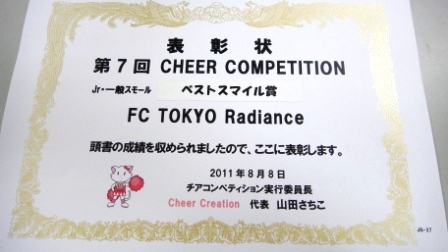 表彰状
第7回 CHEER COMPETITION
Jr・一般スモール ベストスマイル賞
FC TOKYO Radiance
頭書の成績を収められましたので、ここに表彰します。
2011年8月8日
チアコンペティション実行委員長
Cheer Creation 代表 山田さちこ